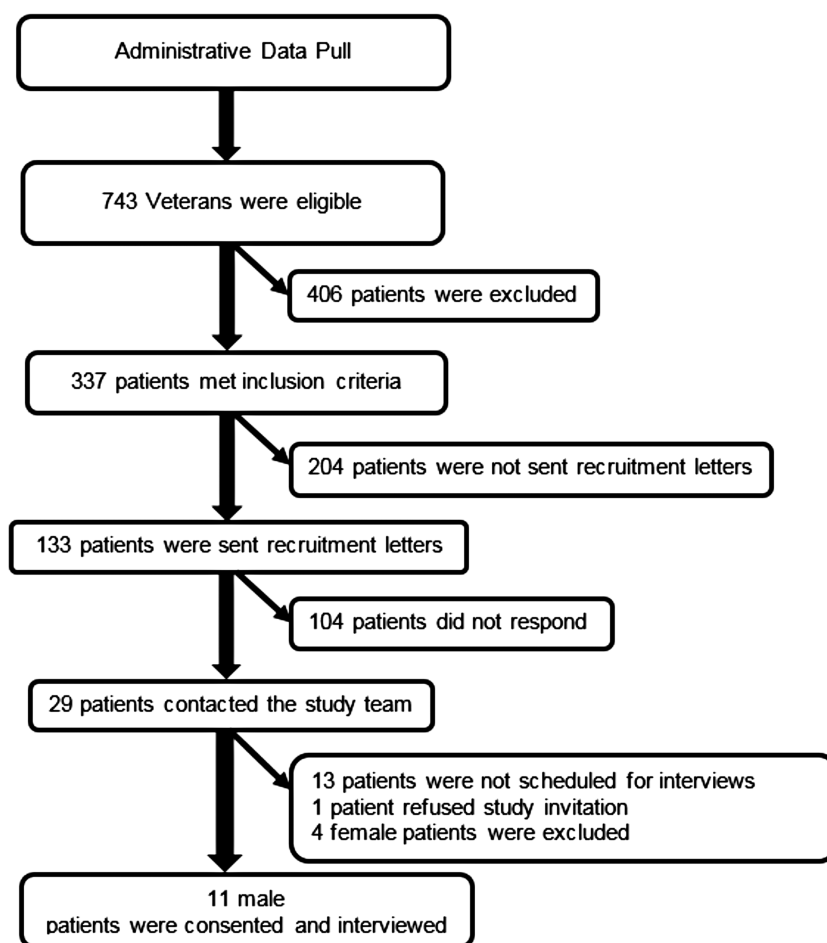 Administrative Data Pull
743 Veterans were eligible
406 patients were excluded
337 patients met inclusion criteria
204 patients were not sent recruitment letters
133 patients were sent recruitment letters
104 patients did not respond
29 patients contacted the study team
13 patients were not scheduled for interviews
1 patient refused study invitation
4 female patients were excluded
11 male
patients were consented and interviewed